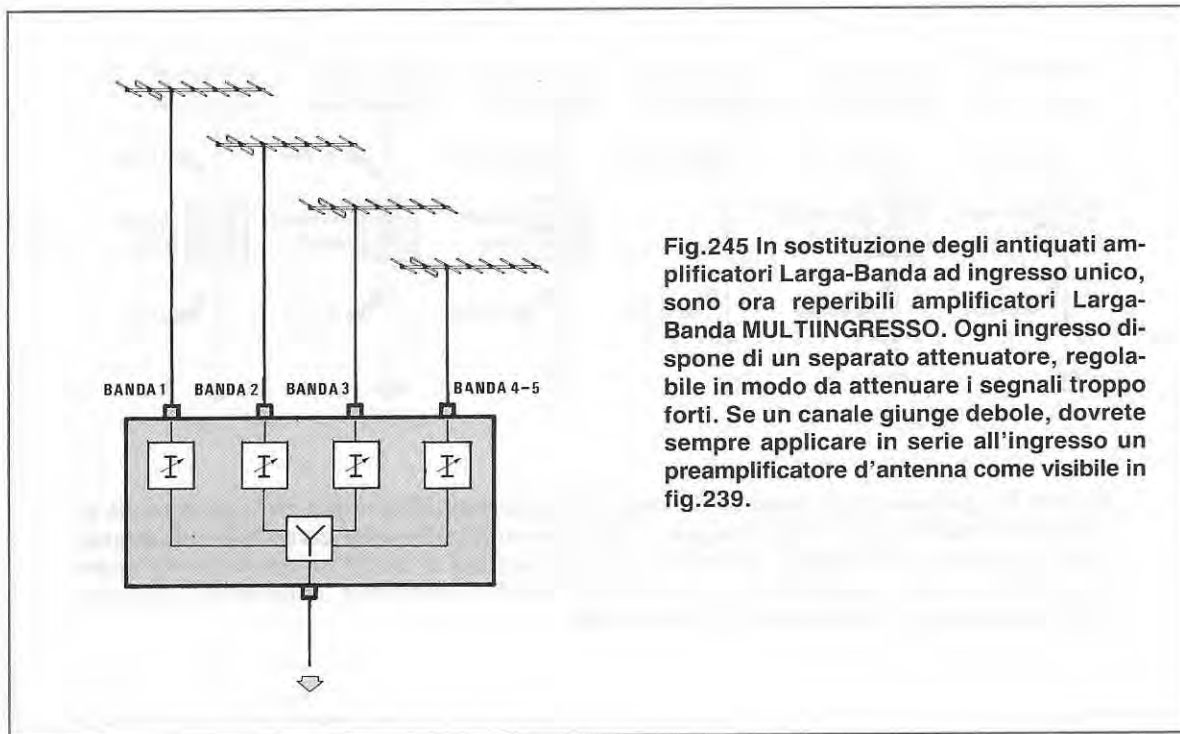 BANDA 1 BANDA 2 BANDA 3 BANDA 4-5
Fig.245 In sostituzione degli antiquati am-
plificatori Larga-Banda ad ingresso unico,
sono ora reperibili amplificatori Larga-
Banda MULTIINGRESSO. Ogni ingresso di-
spone di un separato attenuatore, regola-
bile in modo da attenuare i segnali troppo
forti. Se un canale giunge debole, dovrete
sempre applicare in serie all'ingresso un
preamplificatore d'antenna come visibile in
fig.239.